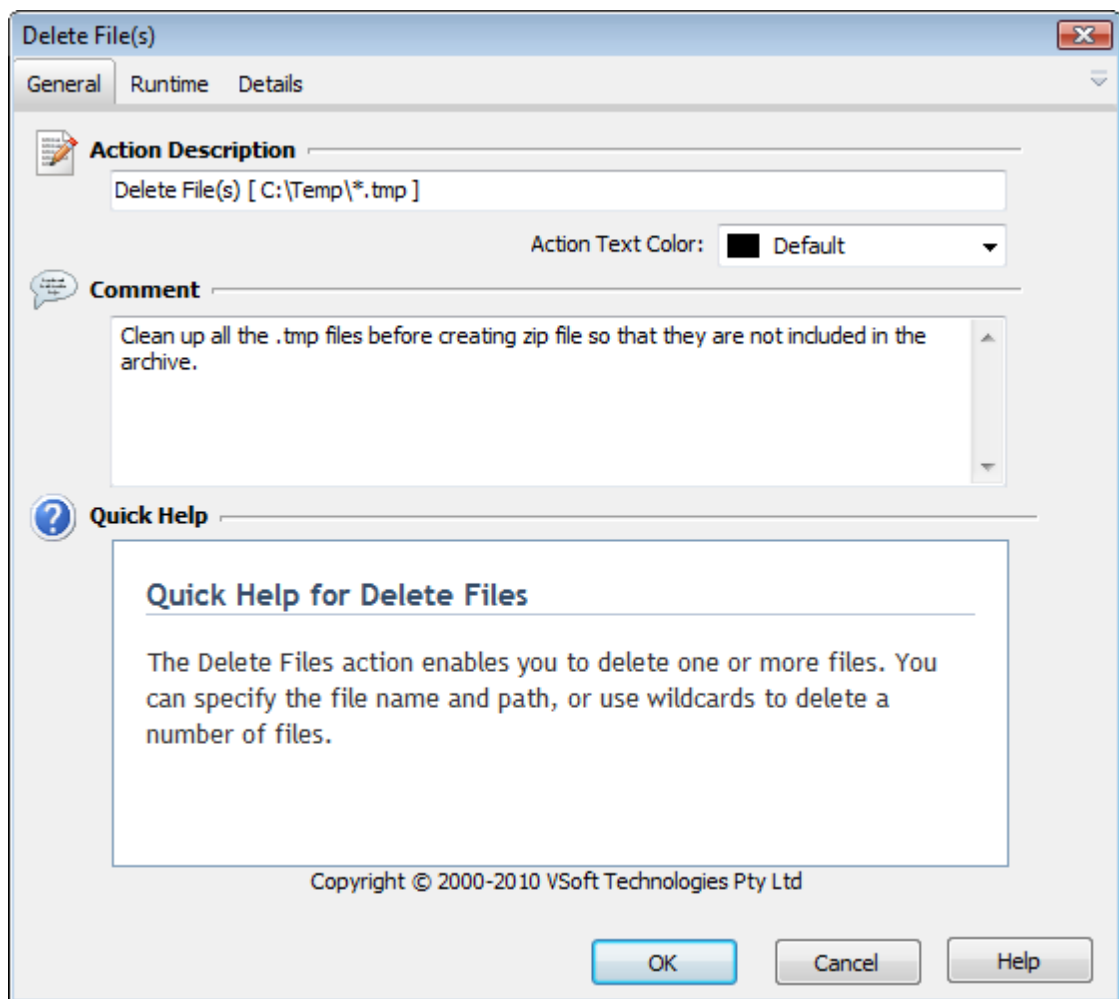 Delete File(s)
General Runtime Details
Action Description
Delete File(s) [ C:\Temp\*.tmp ]
Action Text Color: Default
Comment
Clean up all the .tmp files before creating zip file so that they are not included in the
archive.
Quick Help
Quick Help for Delete Files
The Delete Files action enables you to delete one or more files. You
can specify the file name and path, or use wildcards to delete a
number of files.
Copyright © 2000-2010 VSoft Technologies Pty Ltd
OK Cancel Help